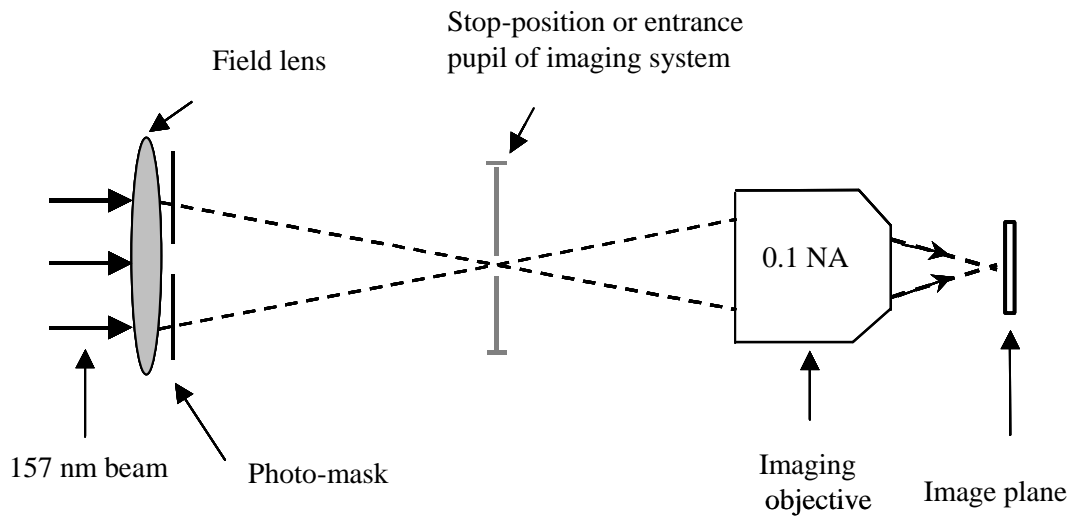 Stop-position or entrance
pupil of imaging system
Field lens
0.1 NA
157 nm beam
Photo-mask
Imaging
objective
Image plane